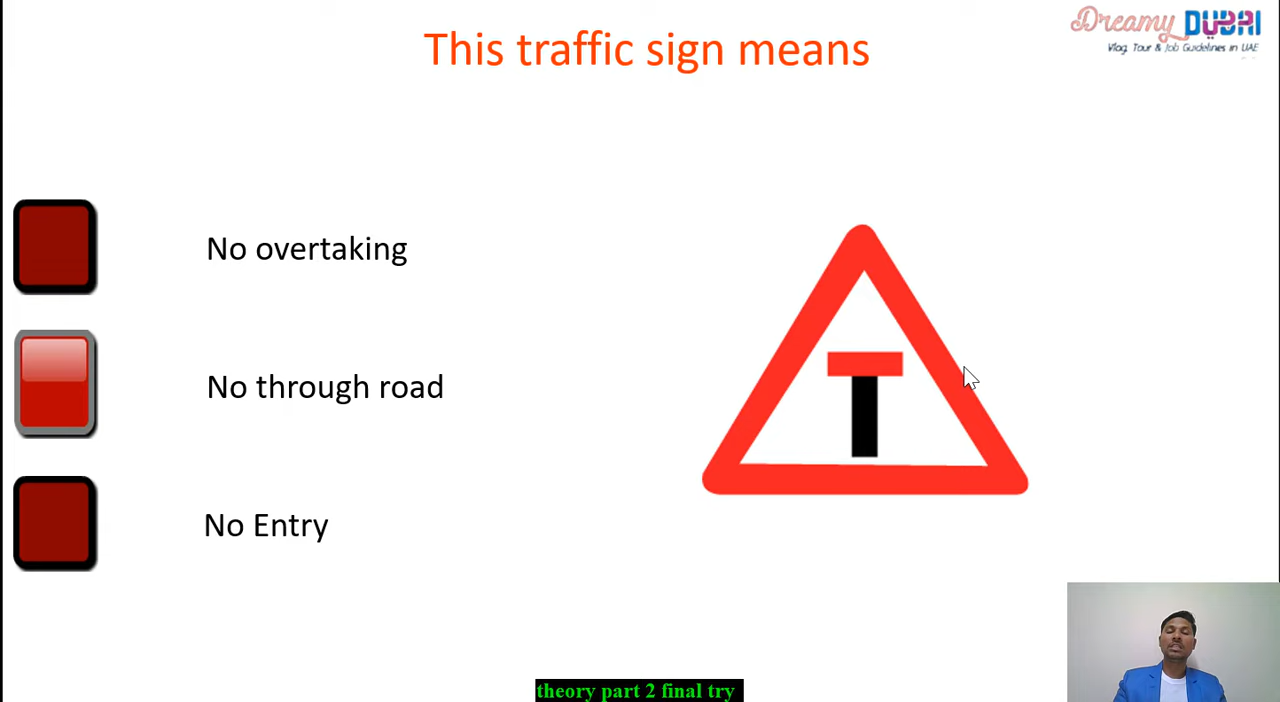 This traffic sign means
Dreamy DUBAI
Vlog, Tour & Job Guidelines in UAE
No overtaking
No through road
No Entry
theory part 2 final try